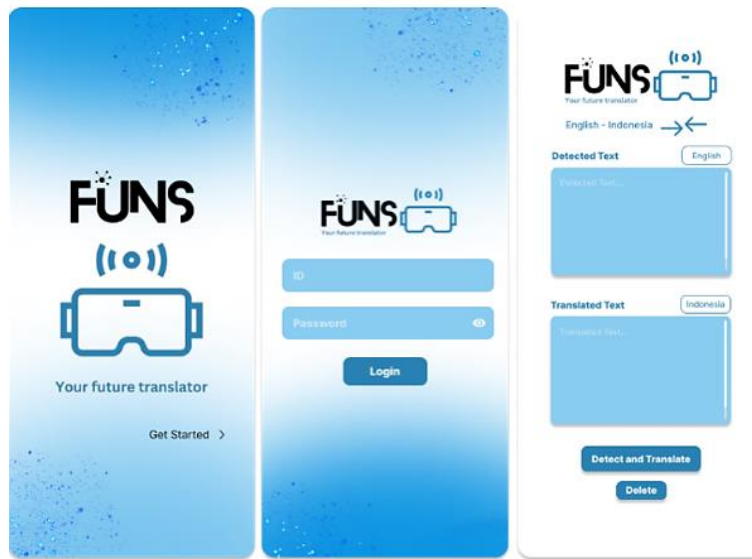 FUNS
Your future translator
Get Started >
FUNS
Your future translator
ID
Password
Login
FUNS
Your future translator
English - Indonesia
Detected Text
English
Detected Text...
Translated Text
Indonesia
Translated Text...
Detect and Translate
Delete